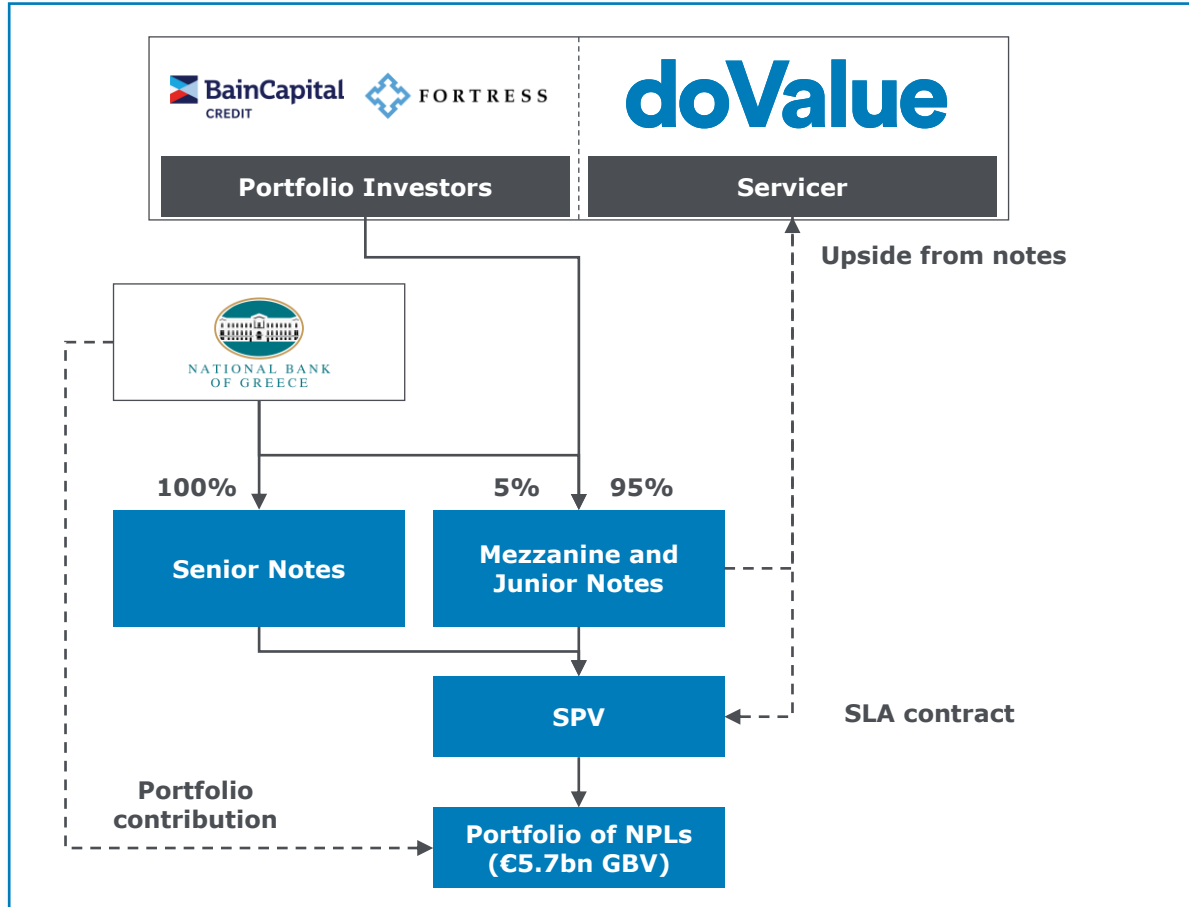 BainCapital
CREDIT
FORTRESS
doValue
Portfolio Investors
Servicer
Upside from notes
NATIONAL BANK
OF GREECE
100%
5%
95%
Senior Notes
Mezzanine and
Junior Notes
SPV
SLA contract
Portfolio
contribution
Portfolio of NPLs
(€5.7bn GBV)